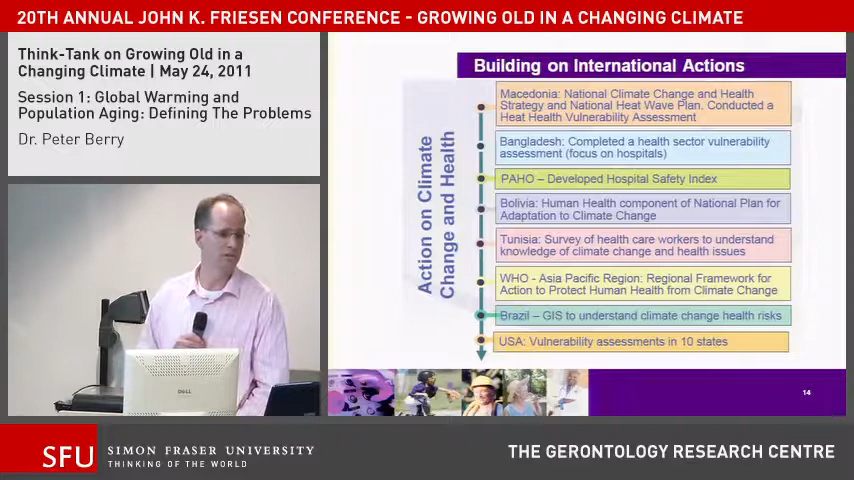 20TH ANNUAL JOHN K. FRIESEN CONFERENCE - GROWING OLD IN A CHANGING CLIMATE
Think-Tank on Growing Old in a
Changing Climate | May 24, 2011
Session 1: Global Warming and
Population Aging: Defining The Problems
Dr. Peter Berry
Building on International Actions
Action on Climate
Change and Health
Macedonia: National Climate Change and Health
Strategy and National Heat Wave Plan. Conducted a
Heat Health Vulnerability Assessment
Bangladesh: Completed a health sector vulnerability
assessment (focus on hospitals)
PAHO – Developed Hospital Safety Index
Bolivia: Human Health component of National Plan for
Adaptation to Climate Change
Tunisia: Survey of health care workers to understand
knowledge of climate change and health issues
WHO - Asia Pacific Region: Regional Framework for
Action to Protect Human Health from Climate Change
Brazil – GIS to understand climate change health risks
USA: Vulnerability assessments in 10 states
14
DELL
SFU
SIMON FRASER UNIVERSITY
THINKING OF THE WORLD
THE GERONTOLOGY RESEARCH CENTRE